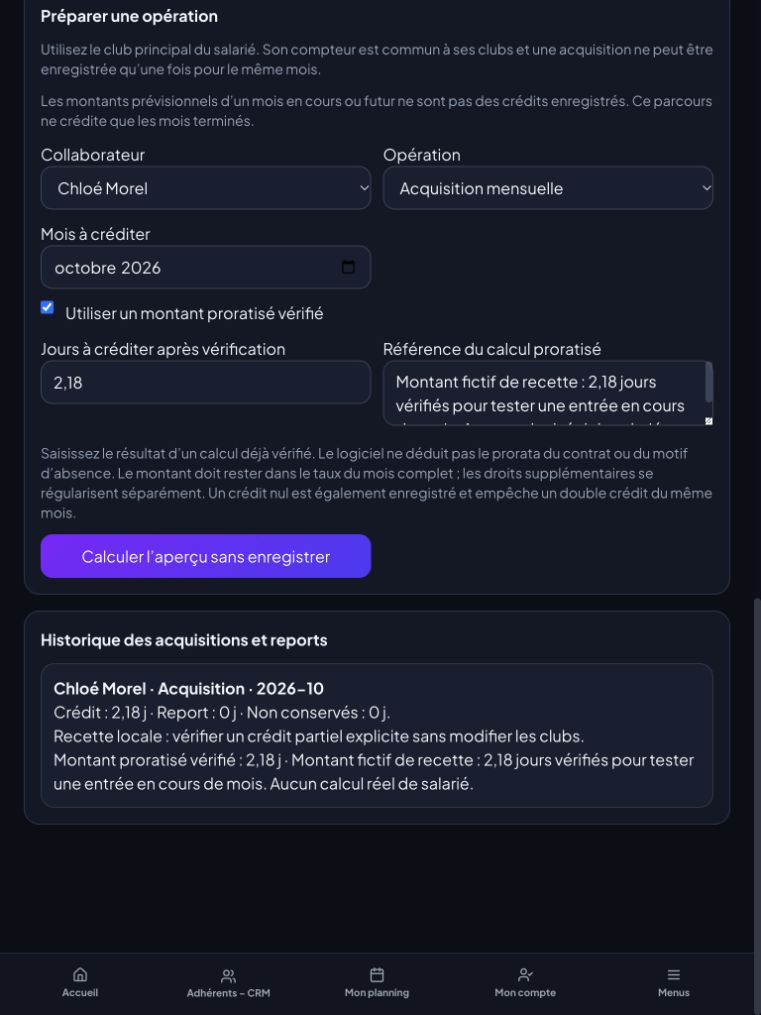 Préparer une opération
Utilisez le club principal du salarié. Son compteur est commun à ses clubs et une acquisition ne peut être
enregistrée qu’une fois pour le même mois.
Les montants prévisionnels d’un mois en cours ou futur ne sont pas des crédits enregistrés. Ce parcours
ne crédite que les mois terminés.
Collaborateur
Opération
Chloé Morel
Acquisition mensuelle
Mois à créditer
octobre 2026
Utiliser un montant proratisé vérifié
Jours à créditer après vérification
Référence du calcul proratisé
2,18
Montant fictif de recette : 2,18 jours
vérifiés pour tester une entrée en cours
Saisissez le résultat d’un calcul déjà vérifié. Le logiciel ne déduit pas le prorata du contrat ou du motif
d’absence. Le montant doit rester dans le taux du mois complet ; les droits supplémentaires se
régularisent séparément. Un crédit nul est également enregistré et empêche un double crédit du même
mois.
Calculer l’aperçu sans enregistrer
Historique des acquisitions et reports
Chloé Morel · Acquisition · 2026-10
Crédit : 2,18 j · Report : 0 j · Non conservés : 0 j.
Recette locale : vérifier un crédit partiel explicite sans modifier les clubs.
Montant proratisé vérifié : 2,18 j · Montant fictif de recette : 2,18 jours vérifiés pour tester
une entrée en cours de mois. Aucun calcul réel de salarié.
Accueil
Adhérents – CRM
Mon planning
Mon compte
Menus